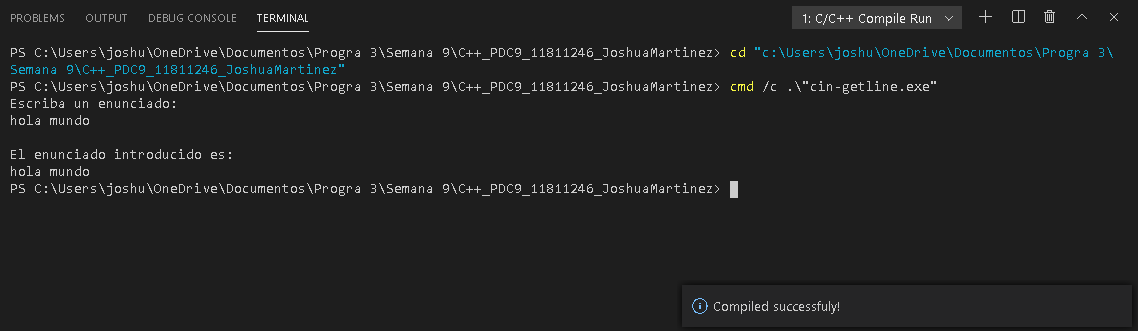 PROBLEMS OUTPUT DEBUG CONSOLE TERMINAL 1: C/C++ Compile Run
PS C:\Users\joshu\OneDrive\Documentos\Progra 3\Semana 9\C++_PDC9_11811246_JoshuaMartinez> cd "c:\Users\joshu\OneDrive\Documentos\Progra 3\
Semana 9\C++_PDC9_11811246_JoshuaMartinez"
PS C:\Users\joshu\OneDrive\Documentos\Progra 3\Semana 9\C++_PDC9_11811246_JoshuaMartinez> cmd /c .\"cin-getline.exe"
Escriba un enunciado:
hola mundo
El enunciado introducido es:
hola mundo
PS C:\Users\joshu\OneDrive\Documentos\Progra 3\Semana 9\C++_PDC9_11811246_JoshuaMartinez>
Compiled successfuly!